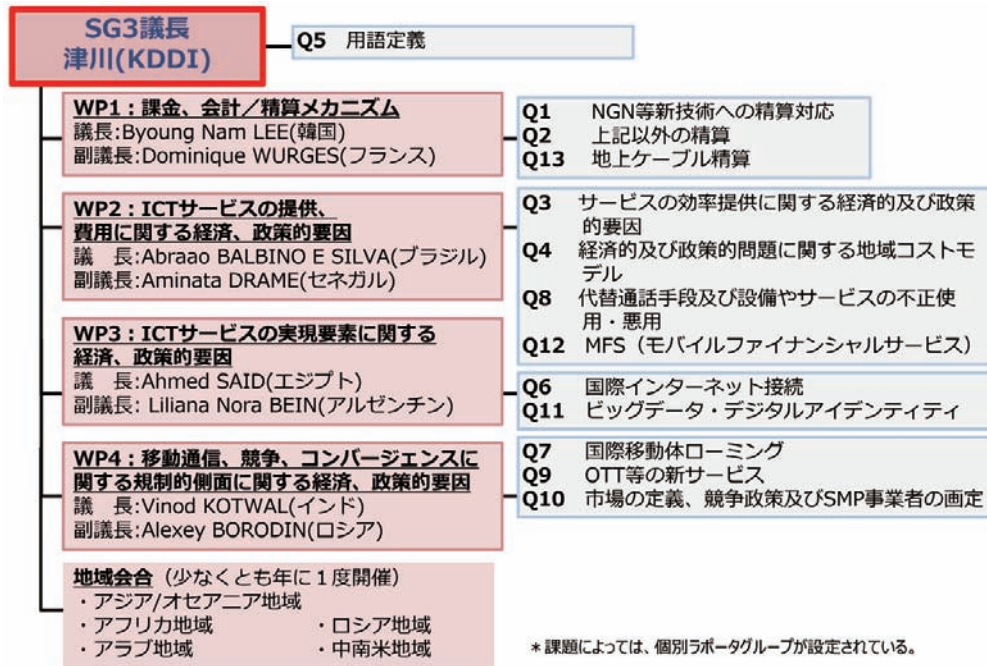 SG3議長
津川(KDDI)
Q5 用語定義
WP1：課金、会計／精算メカニズム
議長:Byoung Nam LEE(韓国)
副議長:Dominique WURGES(フランス)
Q1 NGN等新技術への精算対応
Q2 上記以外の精算
Q13 地上ケーブル精算
WP2：ICTサービスの提供、
費用に関する経済、政策的要因
議　長:Abraao BALBINO E SILVA(ブラジル)
副議長:Aminata DRAME(セネガル)
Q3 サービスの効率提供に関する経済的及び政策
的要因
Q4 経済的及び政策的問題に関する地域コストモ
デル
Q8 代替通話手段及び設備やサービスの不正使
用・悪用
Q12 MFS（モバイルファイナンシャルサービス）
WP3：ICTサービスの実現要素に関する
経済、政策的要因
議　長:Ahmed SAID(エジプト)
副議長: Liliana Nora BEIN(アルゼンチン)
Q6 国際インターネット接続
Q11 ビッグデータ・デジタルアイデンティティ
WP4：移動通信、競争、コンバージェンスに
関する規制的側面に関する経済、政策的要因
議　長:Vinod KOTWAL(インド)
副議長:Alexey BORODIN(ロシア)
Q7 国際移動体ローミング
Q9 OTT等の新サービス
Q10 市場の定義、競争政策及びSMP事業者の画定
地域会合（少なくとも年に１度開催）
・アジア/オセアニア地域
・アフリカ地域 ・ロシア地域
・アラブ地域 ・中南米地域
＊課題によっては、個別ラポータグループが設定されている。